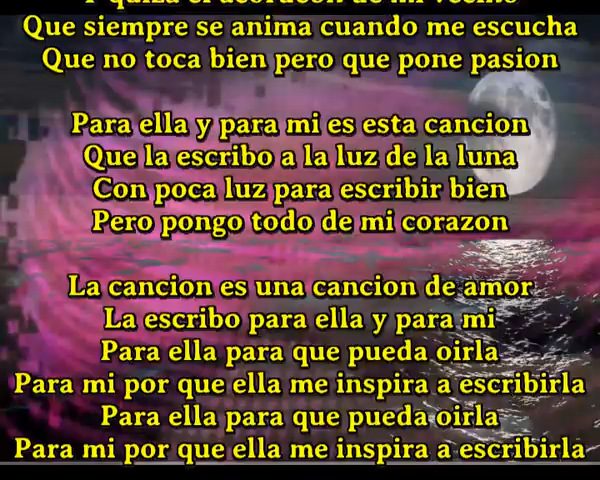 Y quiza el acordeon de mi vecino
Que siempre se anima cuando me escucha
Que no toca bien pero que pone pasion
Para ella y para mi es esta cancion
Que la escribo a la luz de la luna
Con poca luz para escribir bien
Pero pongo todo de mi corazon
La cancion es una cancion de amor
La escribo para ella y para mi
Para ella para que pueda oirla
Para mi por que ella me inspira a escribirla
Para ella para que pueda oirla
Para mi por que ella me inspira a escribirla